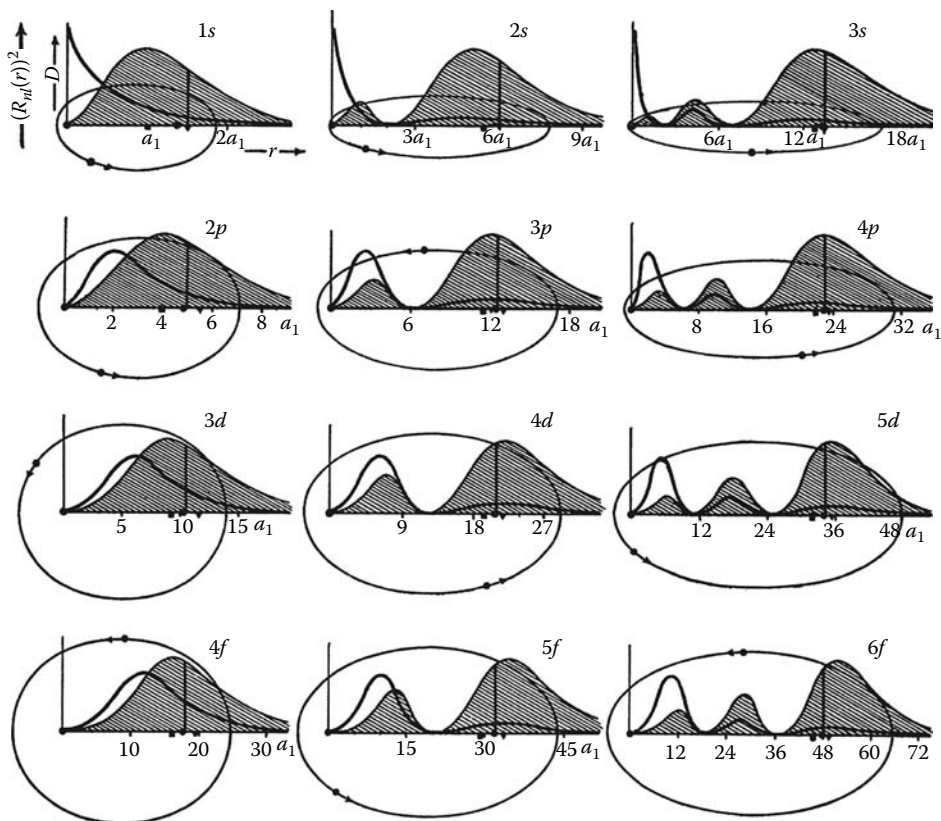 (R_{nl}(r))^2
D
1s
a_1 2a_1 r
2s
3a_1 6a_1 9a_1
3s
6a_1 12a_1 18a_1
2p
2 4 6 8 a_1
3p
6 12 18 a_1
4p
8 16 24 32 a_1
3d
5 10 15 a_1
4d
9 18 27
5d
12 24 36 48 a_1
4f
10 20 30 a_1
5f
15 30 45 a_1
6f
12 24 36 48 60 72